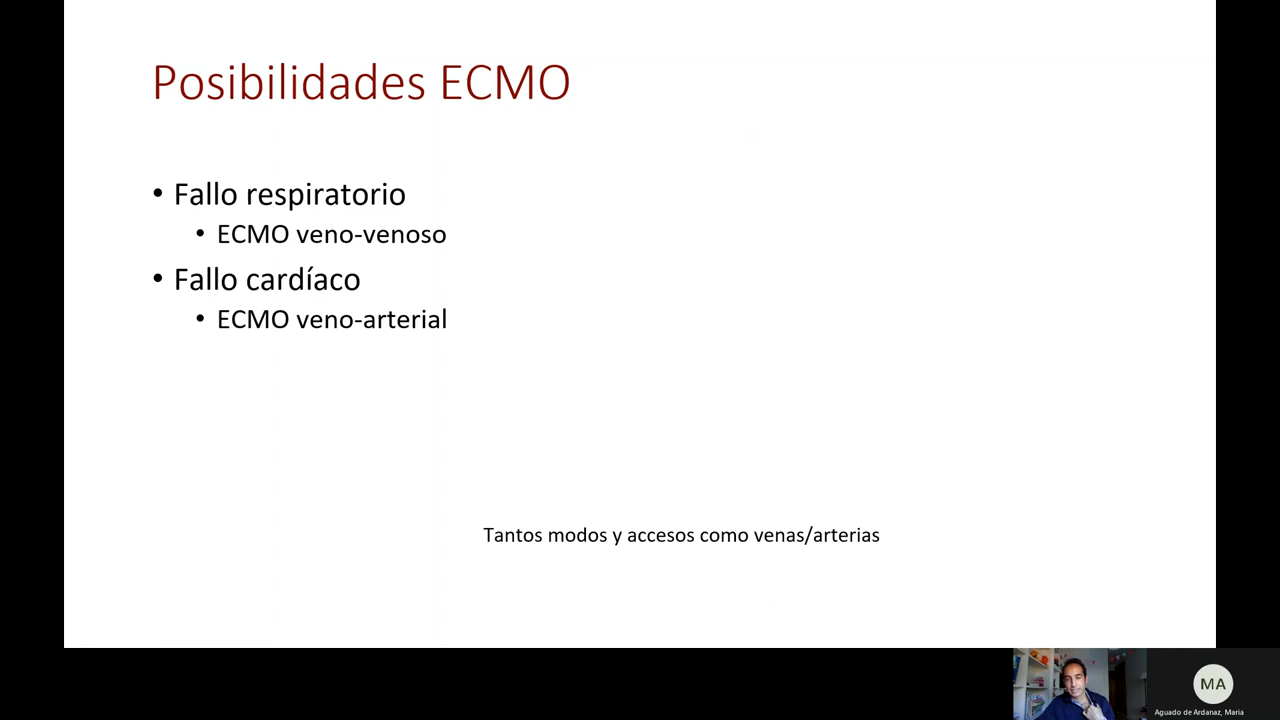 Posibilidades ECMO
• Fallo respiratorio
• ECMO veno-venoso
• Fallo cardíaco
• ECMO veno-arterial
Tantos modos y accesos como venas/arterias
MA
Aguado de Ardanaz, Maria